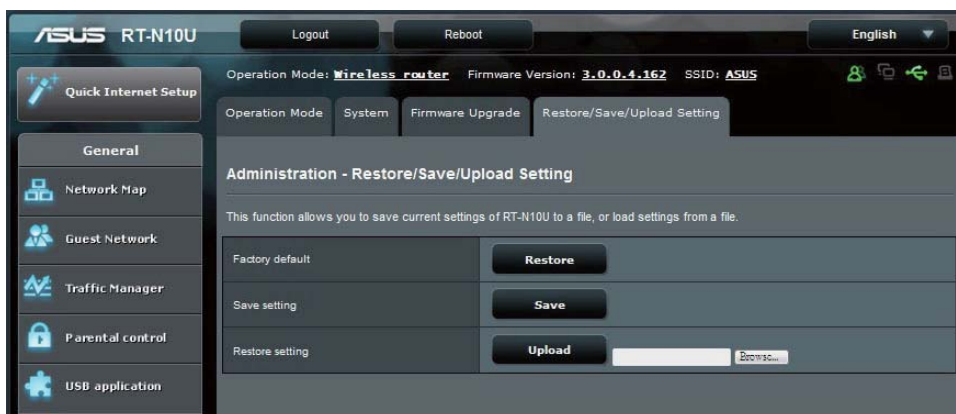 ASUS RT-N10U
Logout
Reboot
English
Quick Internet Setup
Operation Mode: Wireless router Firmware Version: 3.0.0.4.162 SSID: ASUS
Operation Mode
System
Firmware Upgrade
Restore/Save/Upload Setting
General
Network Map
Guest Network
Traffic Manager
Parental control
USB application
Administration - Restore/Save/Upload Setting
This function allows you to save current settings of RT-N10U to a file, or load settings from a file.
Factory default
Restore
Save setting
Save
Restore setting
Upload
Browse...